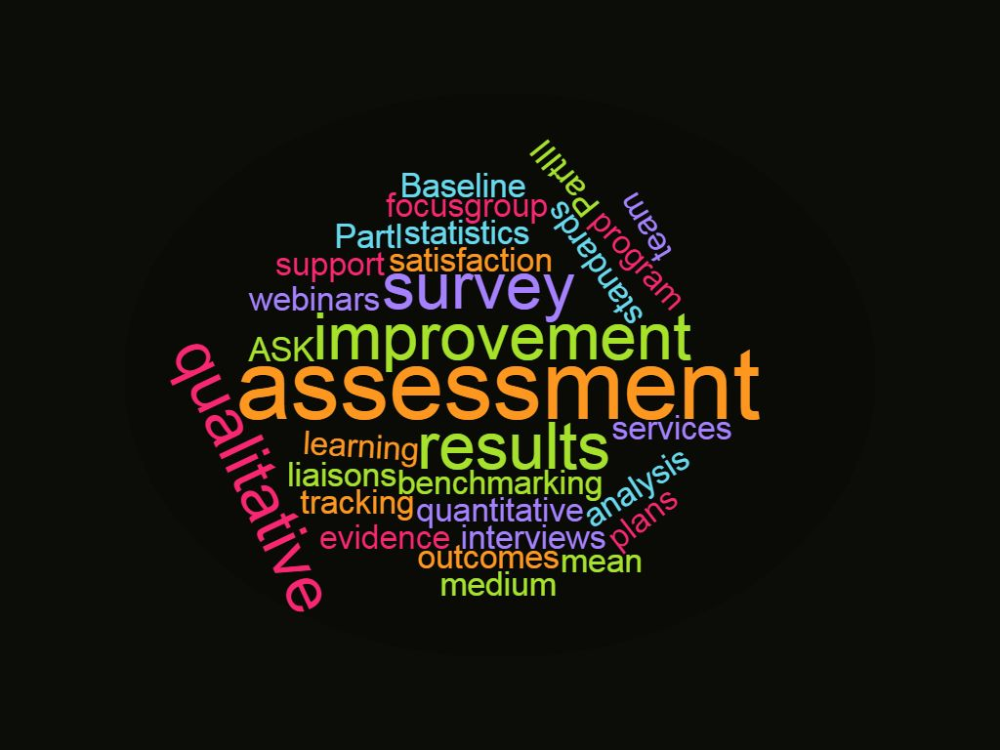 PartIII
Baseline
team
focusgroup
standards
program
PartI
statistics
support
satisfaction
webinars
survey
ASK
improvement
assessment
qualitative
results
services
learning
liaisons
benchmarking
analysis
tracking
quantitative
plans
evidence
interviews
outcomes
mean
medium